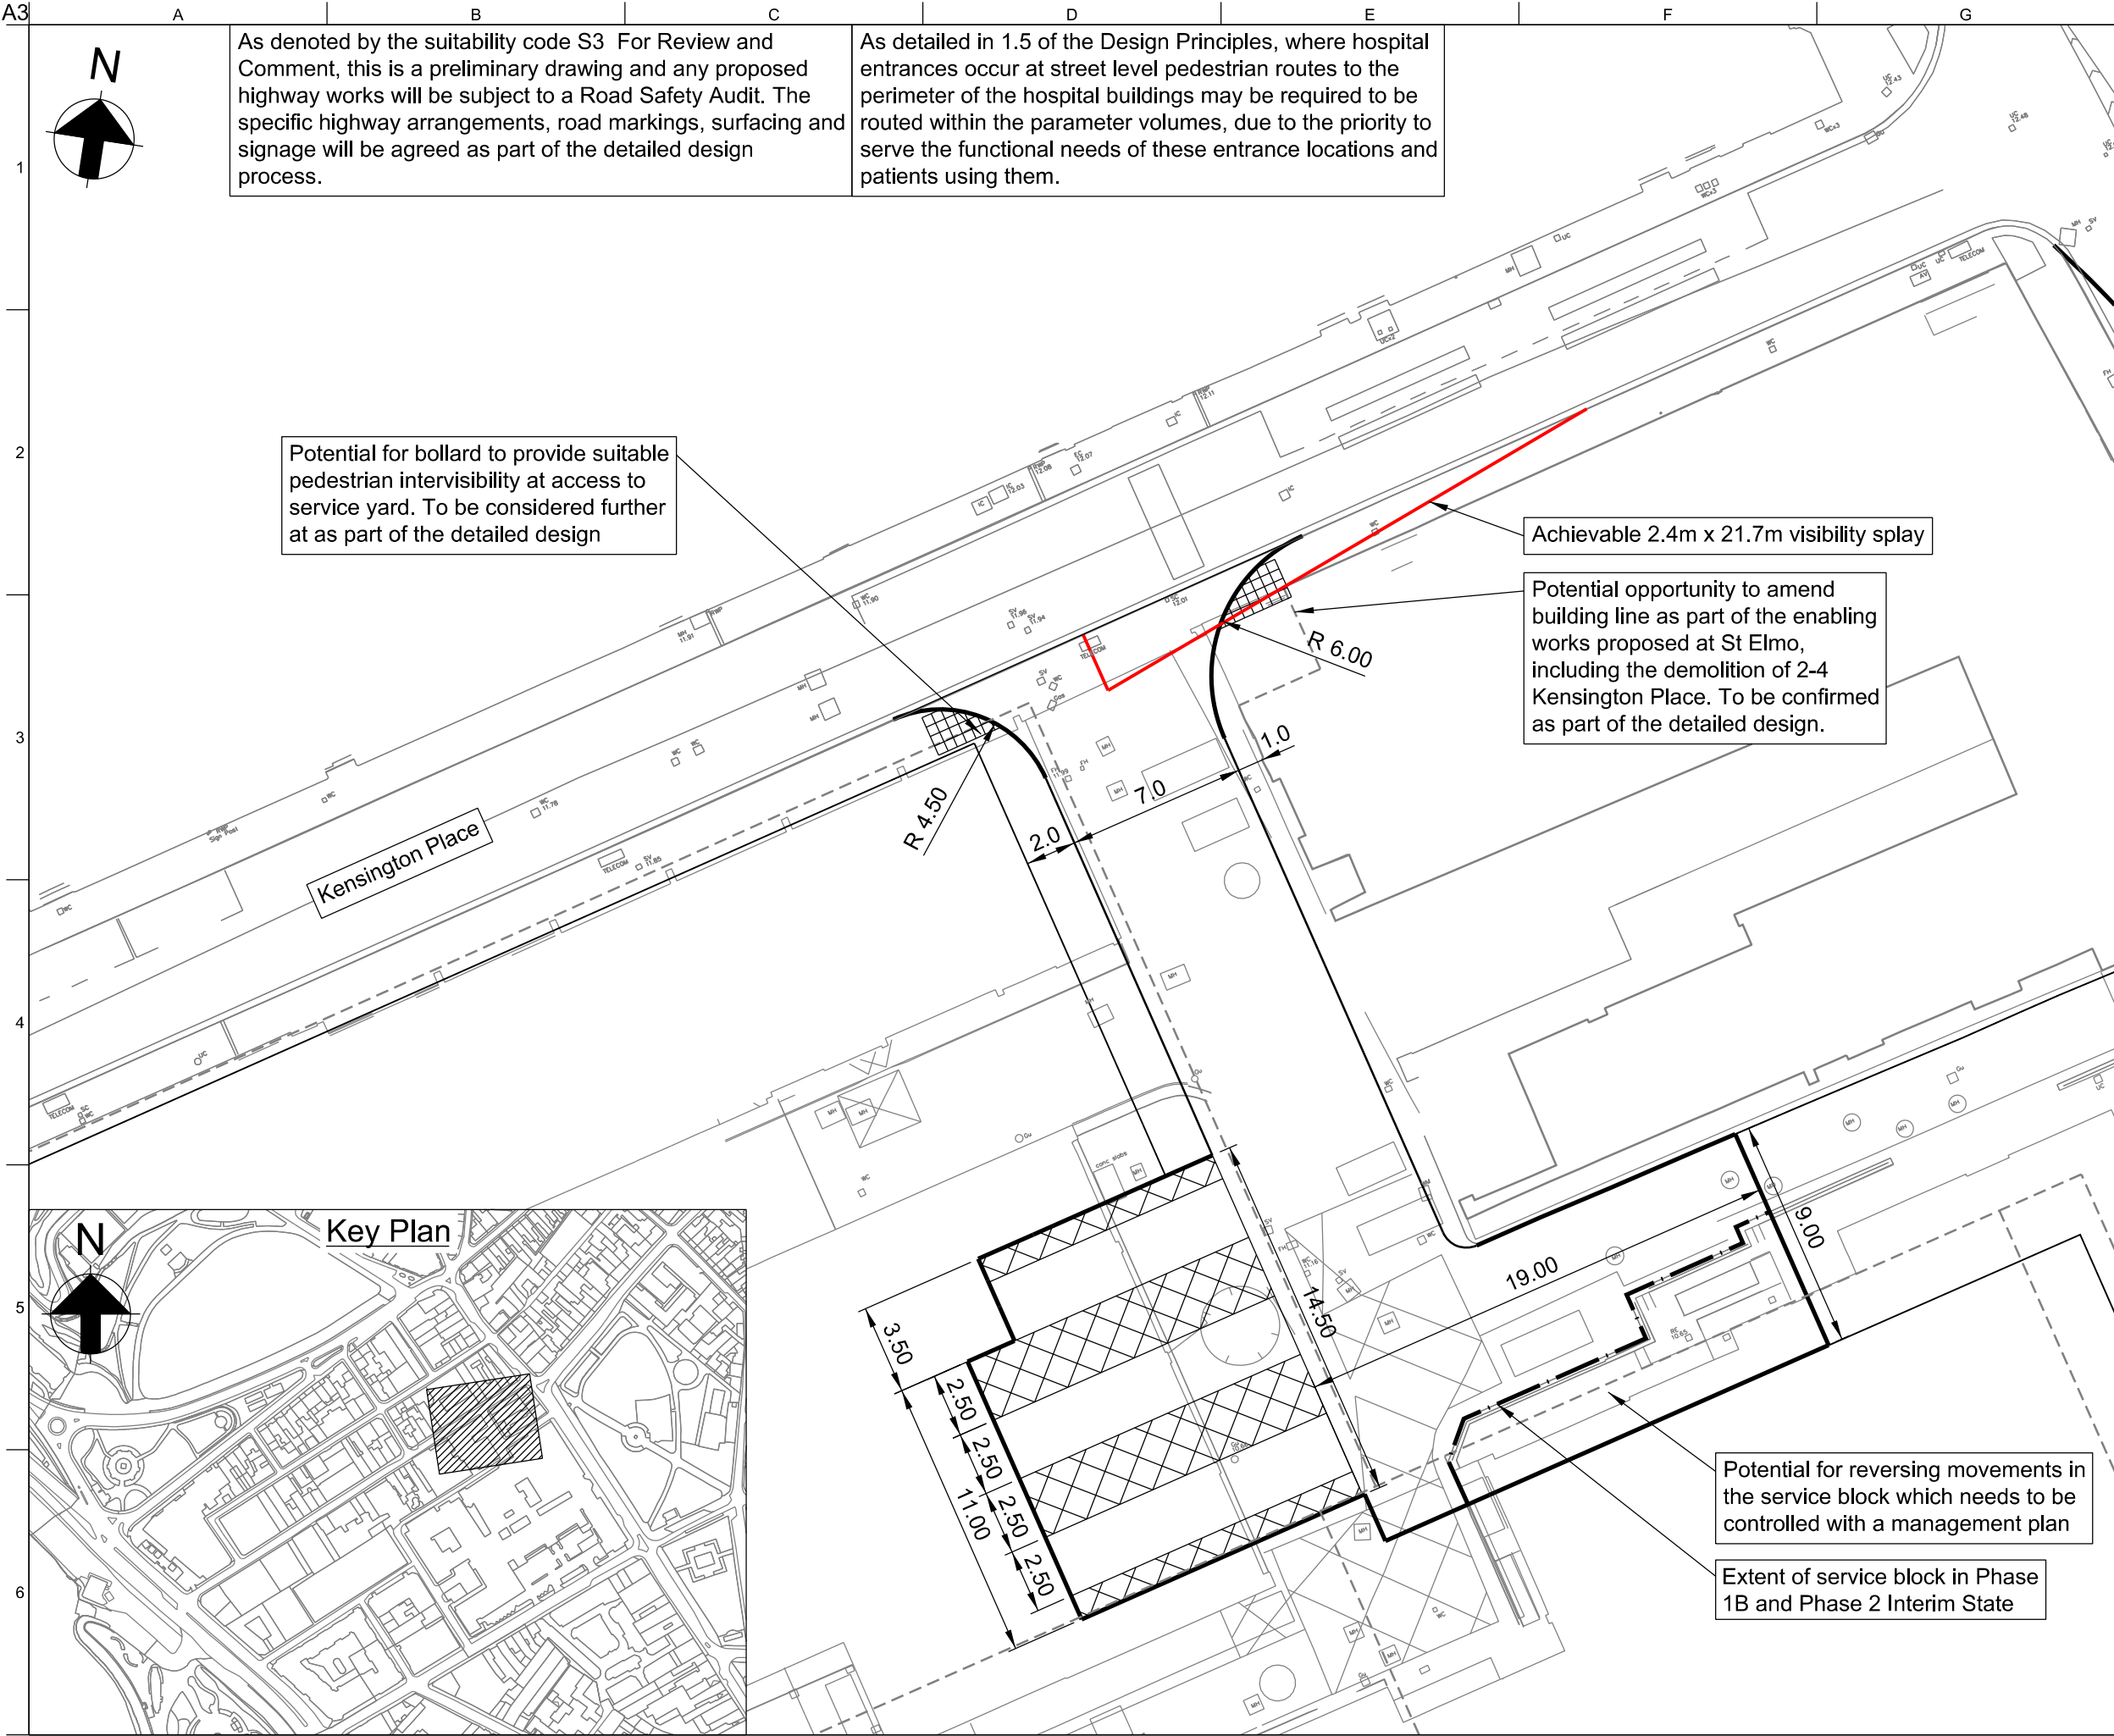 A3
A
B
C
D
E
F
G
1
2
3
4
5
6
N
As denoted by the suitability code S3 For Review and
Comment, this is a preliminary drawing and any proposed
highway works will be subject to a Road Safety Audit. The
specific highway arrangements, road markings, surfacing and
signage will be agreed as part of the detailed design
process.
As detailed in 1.5 of the Design Principles, where hospital
entrances occur at street level pedestrian routes to the
perimeter of the hospital buildings may be required to be
routed within the parameter volumes, due to the priority to
serve the functional needs of these entrance locations and
patients using them.
Potential for bollard to provide suitable
pedestrian intervisibility at access to
service yard. To be considered further
at as part of the detailed design
Achievable 2.4m x 21.7m visibility splay
Potential opportunity to amend
building line as part of the enabling
works proposed at St Elmo,
including the demolition of 2-4
Kensington Place. To be confirmed
as part of the detailed design.
R 6.00
R 4.50
1.0
7.0
2.0
Kensington Place
TELECOM
TELECOM
TELECOM
TELECOM
Sign Post
conc slabs
Key Plan
N
3.50
2.50
2.50
2.50
2.50
11.00
14.50
19.00
9.00
Potential for reversing movements in
the service block which needs to be
controlled with a management plan
Extent of service block in Phase
1B and Phase 2 Interim State